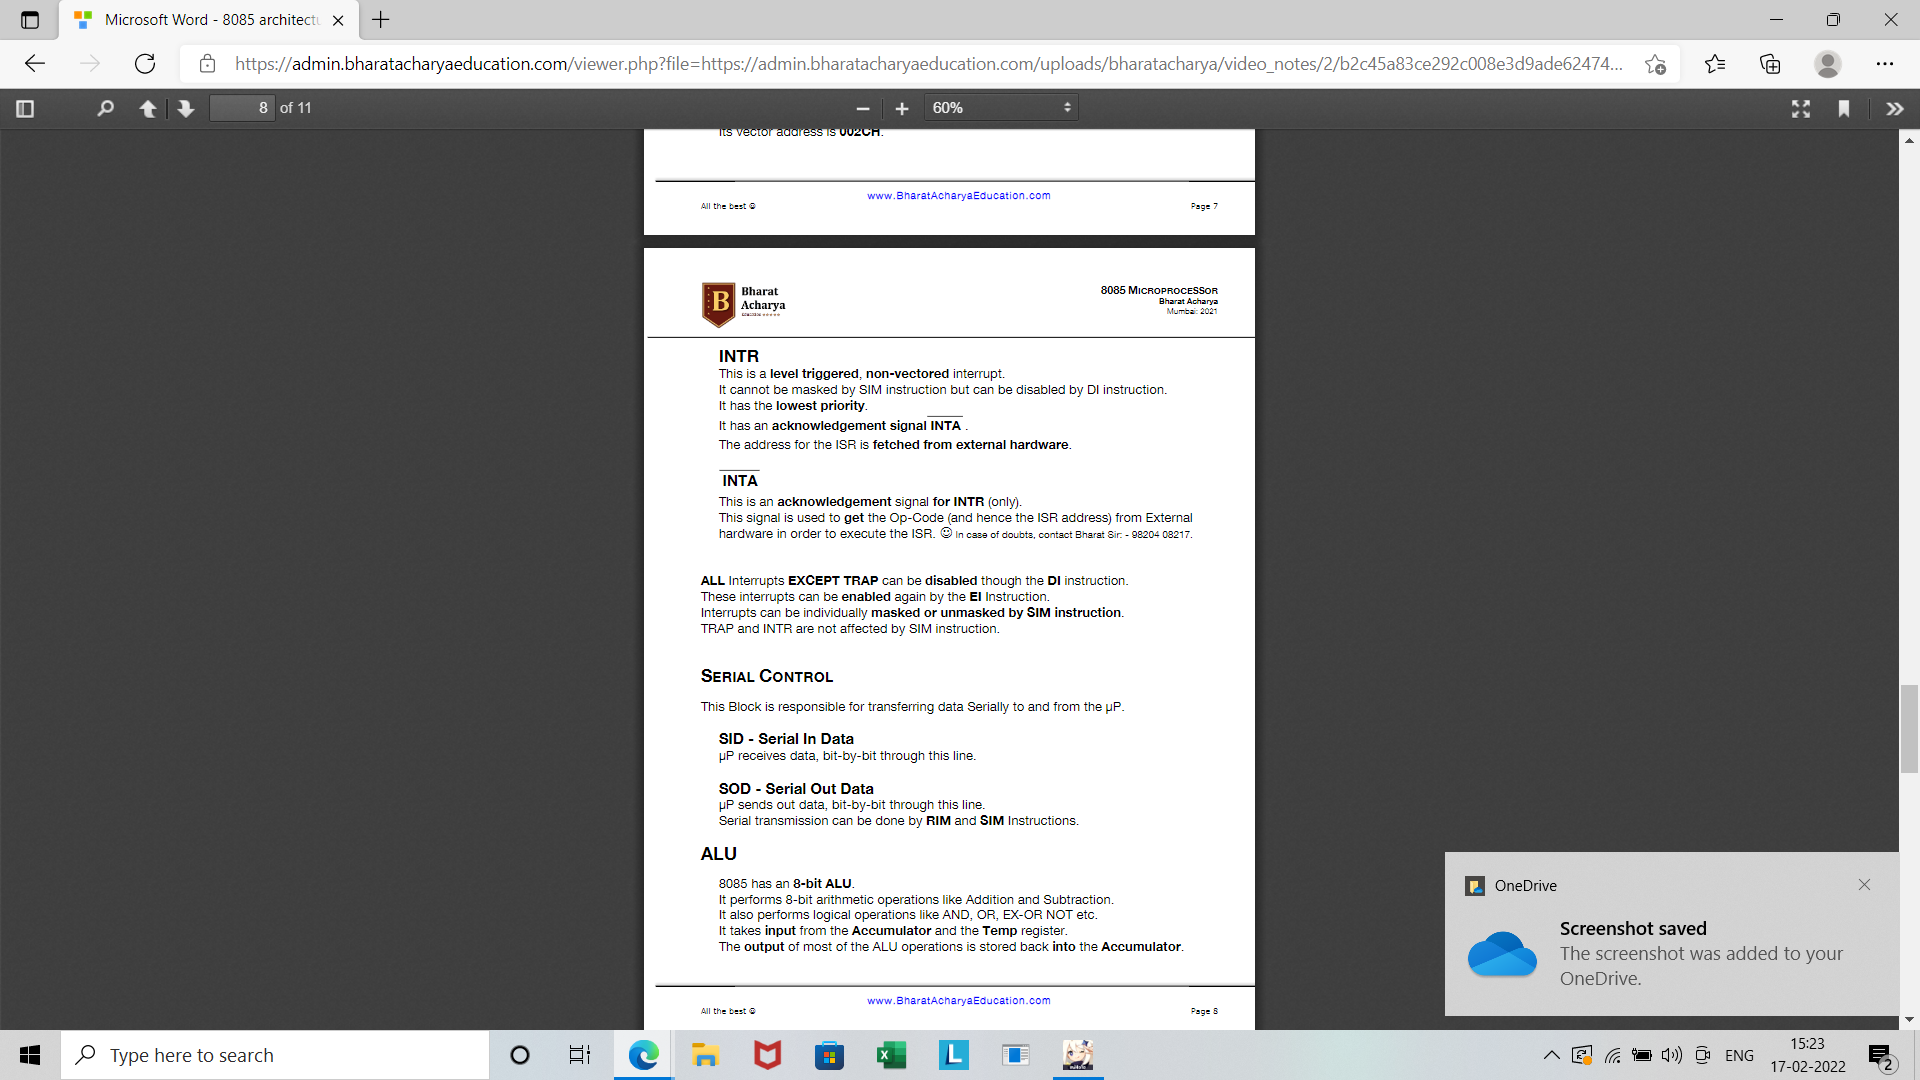 Microsoft Word - 8085 architectu
https://admin.bharatacharyaeducation.com/viewer.php?file=https://admin.bharatacharyaeducation.com/uploads/bharatacharya/video_notes/2/b2c45a83ce292c008e3d9ade62474...
8 of 11
60%
Its vector address is 002CH.
www.BharatAcharyaEducation.com
All the best ☺
Page 7
B
Bharat
Acharya
8085 MICROPROCESSOR
Bharat Acharya
Mumbai: 2021
INTR
This is a level triggered, non-vectored interrupt.
It cannot be masked by SIM instruction but can be disabled by DI instruction.
It has the lowest priority.
It has an acknowledgement signal INTA .
The address for the ISR is fetched from external hardware.
INTA
This is an acknowledgement signal for INTR (only).
This signal is used to get the Op-Code (and hence the ISR address) from External
hardware in order to execute the ISR. ☺ In case of doubts, contact Bharat Sir: - 98204 08217.
ALL Interrupts EXCEPT TRAP can be disabled though the DI instruction.
These interrupts can be enabled again by the EI Instruction.
Interrupts can be individually masked or unmasked by SIM instruction.
TRAP and INTR are not affected by SIM instruction.
SERIAL CONTROL
This Block is responsible for transferring data Serially to and from the µP.
SID - Serial In Data
µP receives data, bit-by-bit through this line.
SOD - Serial Out Data
µP sends out data, bit-by-bit through this line.
Serial transmission can be done by RIM and SIM Instructions.
ALU
8085 has an 8-bit ALU.
It performs 8-bit arithmetic operations like Addition and Subtraction.
It also performs logical operations like AND, OR, EX-OR NOT etc.
It takes input from the Accumulator and the Temp register.
The output of most of the ALU operations is stored back into the Accumulator.
www.BharatAcharyaEducation.com
All the best ☺
Page 8
OneDrive
Screenshot saved
The screenshot was added to your
OneDrive.
Type here to search
L
ENG
15:23
17-02-2022
2